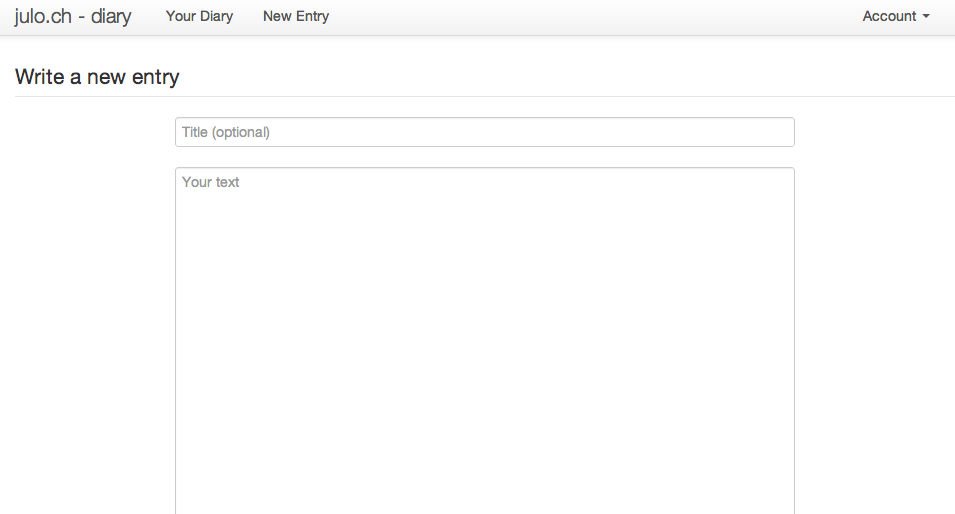 julo.ch - diary Your Diary New Entry Account
Write a new entry
Title (optional)
Your text